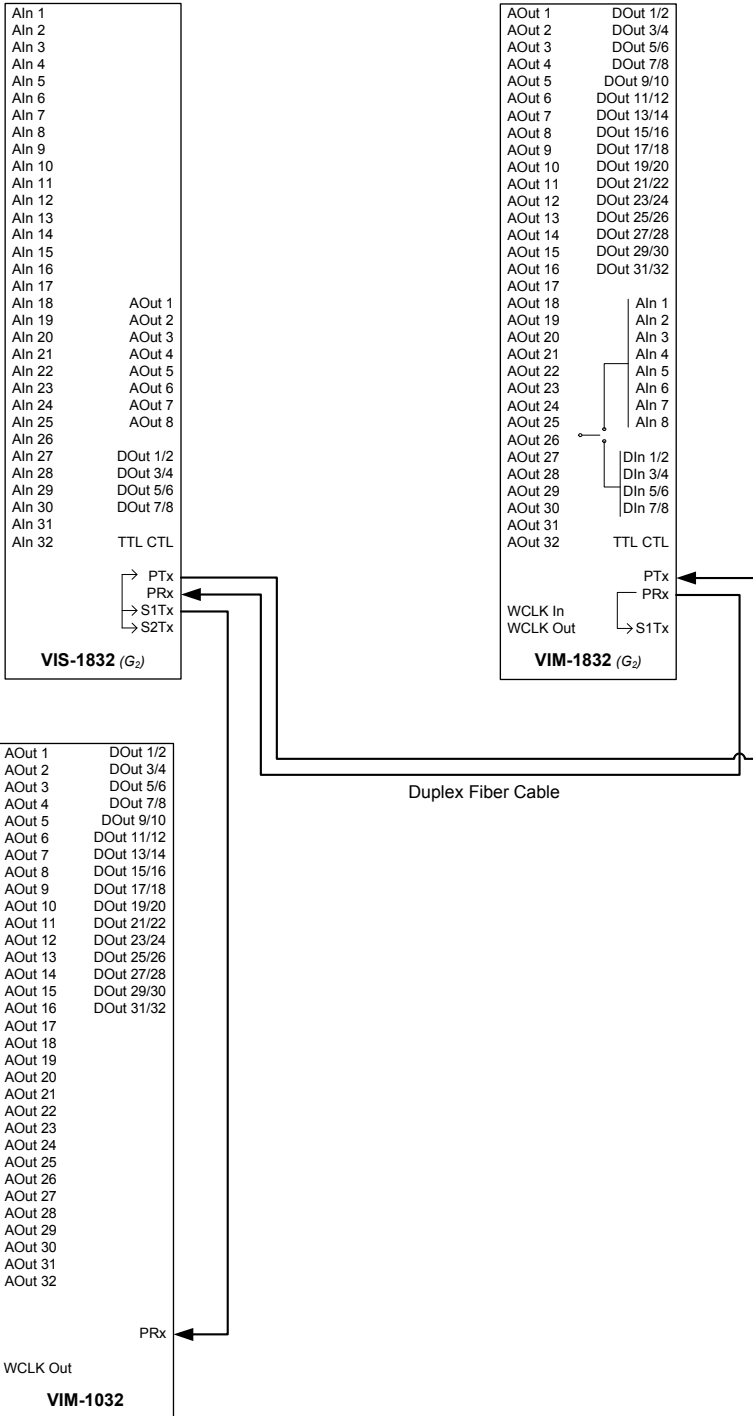 AIn 1
AIn 2
AIn 3
AIn 4
AIn 5
AIn 6
AIn 7
AIn 8
AIn 9
AIn 10
AIn 11
AIn 12
AIn 13
AIn 14
AIn 15
AIn 16
AIn 17
AIn 18 AOut 1
AIn 19 AOut 2
AIn 20 AOut 3
AIn 21 AOut 4
AIn 22 AOut 5
AIn 23 AOut 6
AIn 24 AOut 7
AIn 25 AOut 8
AIn 26
AIn 27 DOut 1/2
AIn 28 DOut 3/4
AIn 29 DOut 5/6
AIn 30 DOut 7/8
AIn 31
AIn 32 TTL CTL
PTx
PRx
S1Tx
S2Tx
VIS-1832 (G₂)
AOut 1 DOut 1/2
AOut 2 DOut 3/4
AOut 3 DOut 5/6
AOut 4 DOut 7/8
AOut 5 DOut 9/10
AOut 6 DOut 11/12
AOut 7 DOut 13/14
AOut 8 DOut 15/16
AOut 9 DOut 17/18
AOut 10 DOut 19/20
AOut 11 DOut 21/22
AOut 12 DOut 23/24
AOut 13 DOut 25/26
AOut 14 DOut 27/28
AOut 15 DOut 29/30
AOut 16 DOut 31/32
AOut 17
AOut 18 AIn 1
AOut 19 AIn 2
AOut 20 AIn 3
AOut 21 AIn 4
AOut 22 AIn 5
AOut 23 AIn 6
AOut 24 AIn 7
AOut 25 AIn 8
AOut 26
AOut 27 DIn 1/2
AOut 28 DIn 3/4
AOut 29 DIn 5/6
AOut 30 DIn 7/8
AOut 31
AOut 32 TTL CTL
PTx
PRx
WCLK In
WCLK Out S1Tx
VIM-1832 (G₂)
Duplex Fiber Cable
AOut 1 DOut 1/2
AOut 2 DOut 3/4
AOut 3 DOut 5/6
AOut 4 DOut 7/8
AOut 5 DOut 9/10
AOut 6 DOut 11/12
AOut 7 DOut 13/14
AOut 8 DOut 15/16
AOut 9 DOut 17/18
AOut 10 DOut 19/20
AOut 11 DOut 21/22
AOut 12 DOut 23/24
AOut 13 DOut 25/26
AOut 14 DOut 27/28
AOut 15 DOut 29/30
AOut 16 DOut 31/32
AOut 17
AOut 18
AOut 19
AOut 20
AOut 21
AOut 22
AOut 23
AOut 24
AOut 25
AOut 26
AOut 27
AOut 28
AOut 29
AOut 30
AOut 31
AOut 32
PRx
WCLK Out
VIM-1032